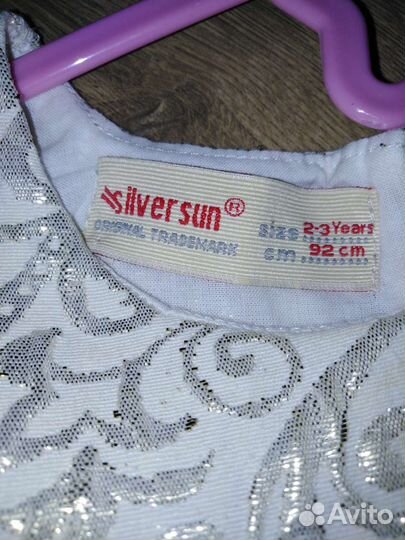 silversun®
ORIGINAL TRADEMARK
Size 2-3 Years
cm 92 cm
Avito